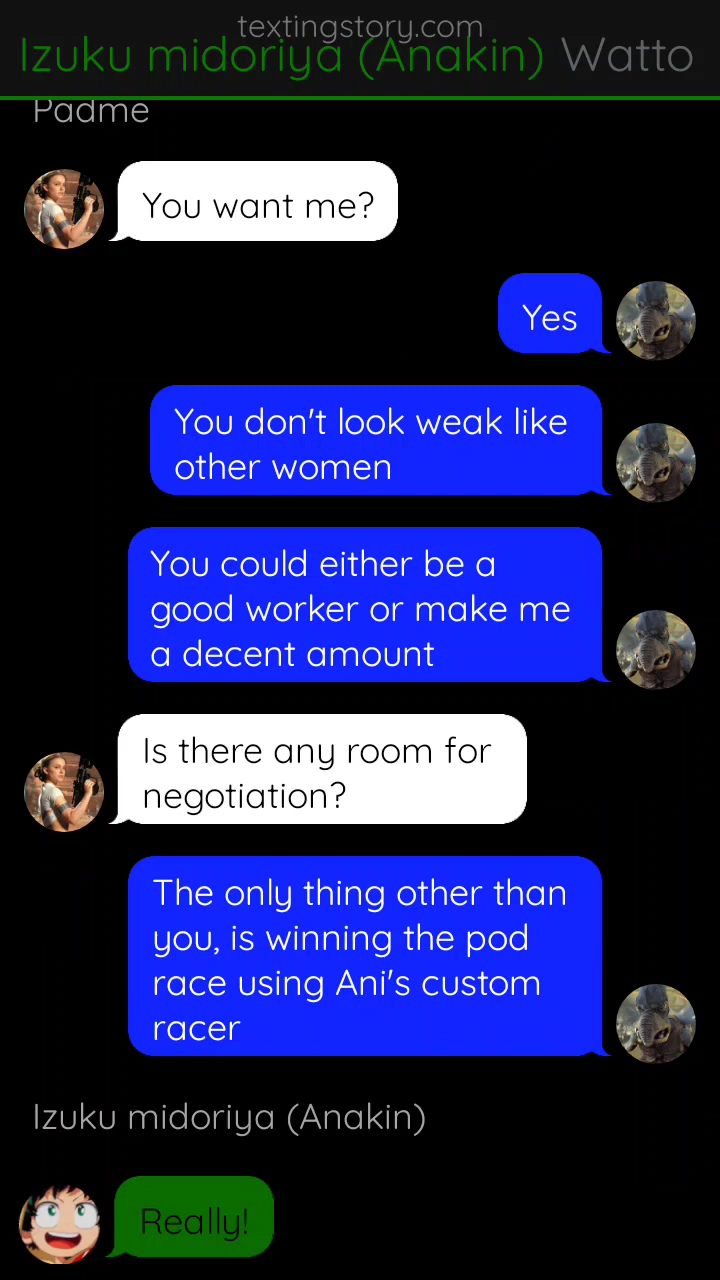 textingstory.com
Izuku midoriya (Anakin) Watto
Padme
You want me?
Yes
You don't look weak like
other women
You could either be a
good worker or make me
a decent amount
Is there any room for
negotiation?
The only thing other than
you, is winning the pod
race using Ani's custom
racer
Izuku midoriya (Anakin)
Really!